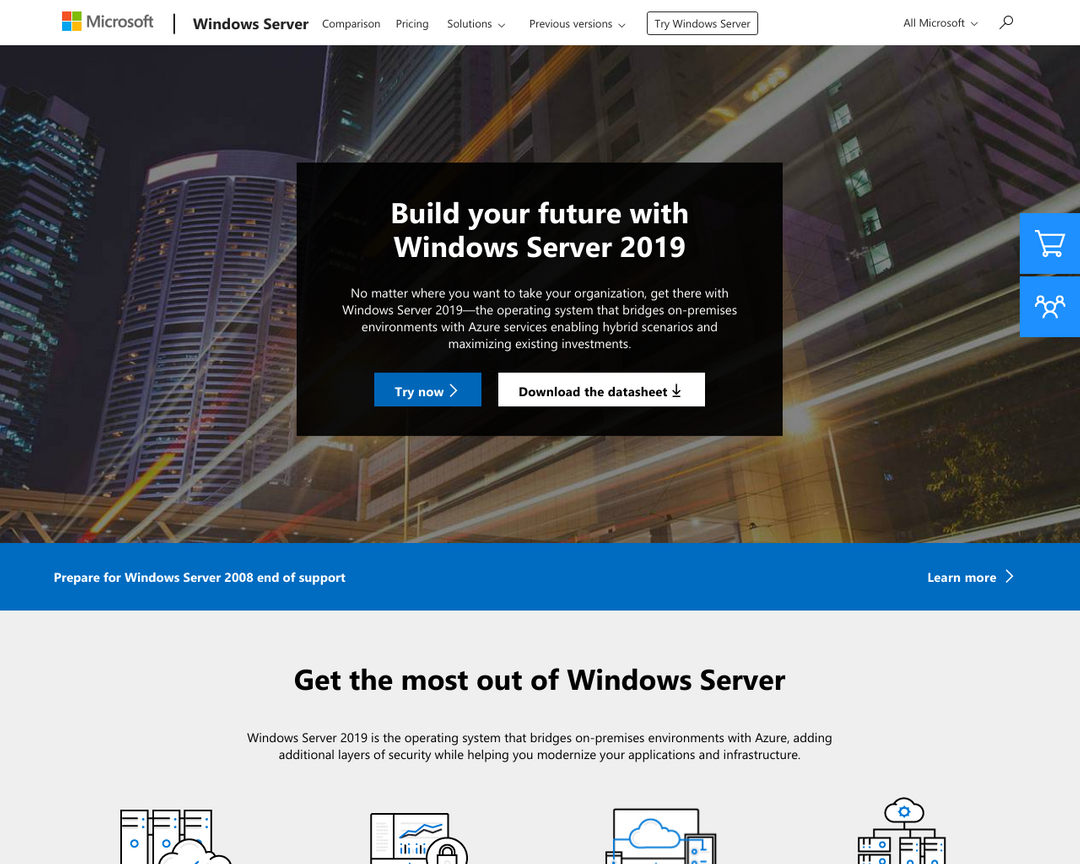 Microsoft
Windows Server
Comparison
Pricing
Solutions
Previous versions
Try Windows Server
All Microsoft
Build your future with
Windows Server 2019
No matter where you want to take your organization, get there with
Windows Server 2019—the operating system that bridges on-premises
environments with Azure services enabling hybrid scenarios and
maximizing existing investments.
Try now
Download the datasheet
Prepare for Windows Server 2008 end of support
Learn more
Get the most out of Windows Server
Windows Server 2019 is the operating system that bridges on-premises environments with Azure, adding
additional layers of security while helping you modernize your applications and infrastructure.